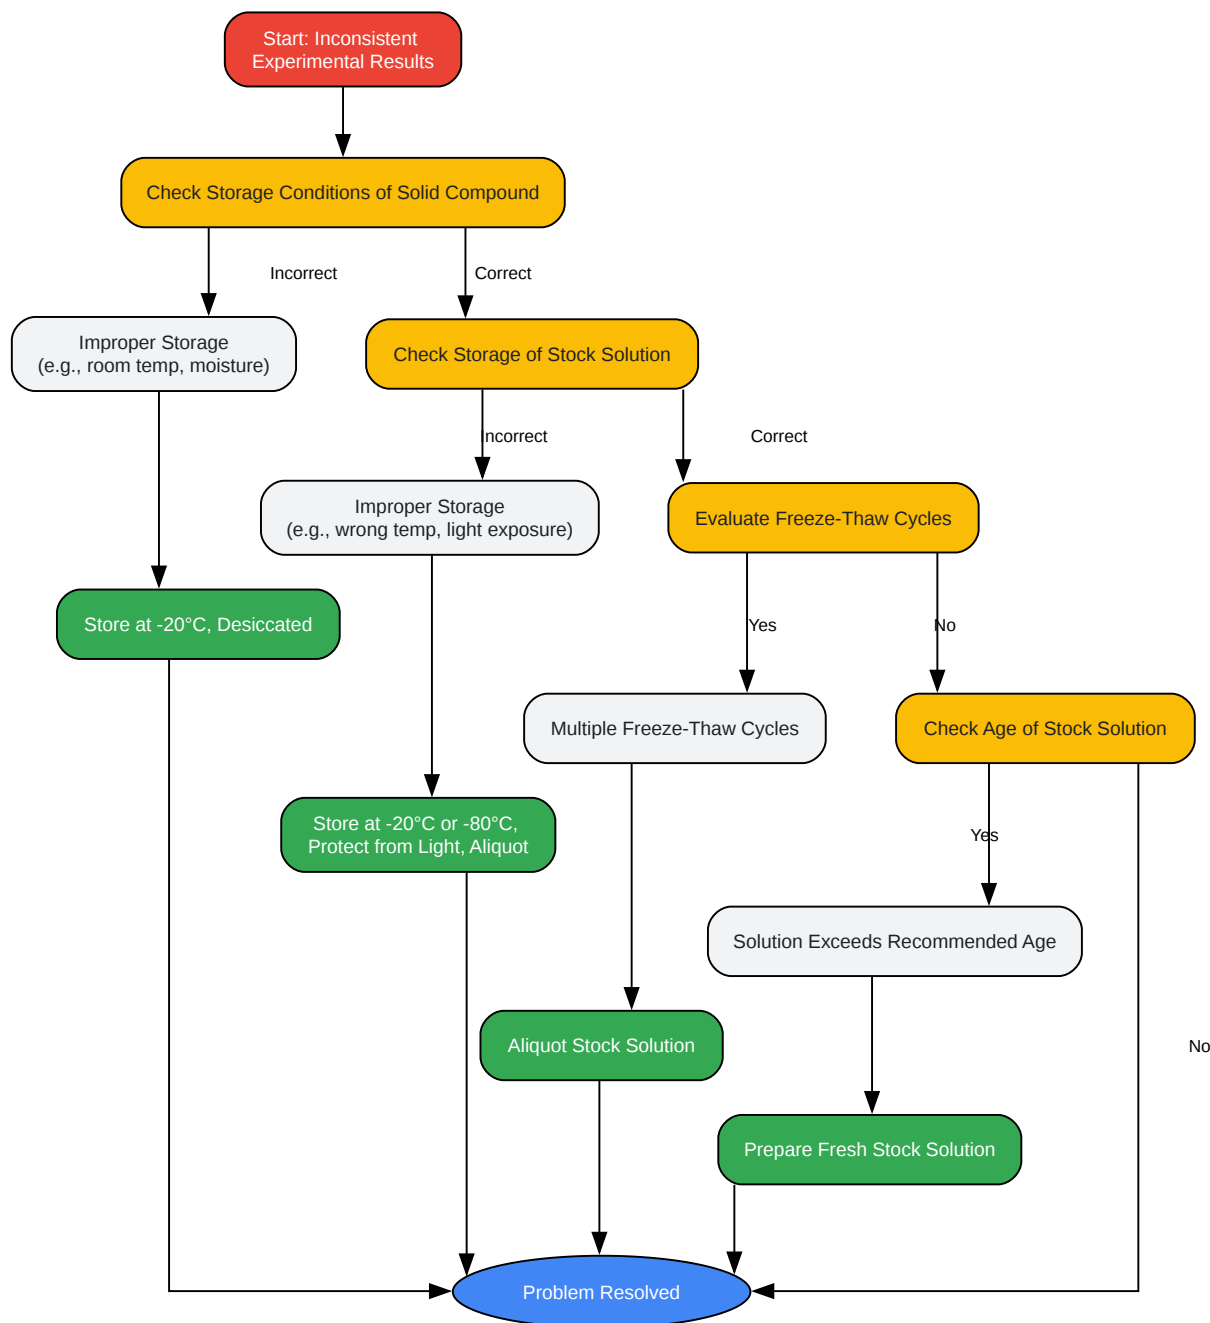 Start: Inconsistent
Experimental Results
Check Storage Conditions of Solid Compound
Incorrect
Correct
Improper Storage
(e.g., room temp, moisture)
Check Storage of Stock Solution
Incorrect
Correct
Improper Storage
(e.g., wrong temp, light exposure)
Evaluate Freeze-Thaw Cycles
Store at -20°C, Desiccated
Yes
No
Multiple Freeze-Thaw Cycles
Check Age of Stock Solution
Store at -20°C or -80°C,
Protect from Light, Aliquot
Yes
Solution Exceeds Recommended Age
Aliquot Stock Solution
No
Prepare Fresh Stock Solution
Problem Resolved